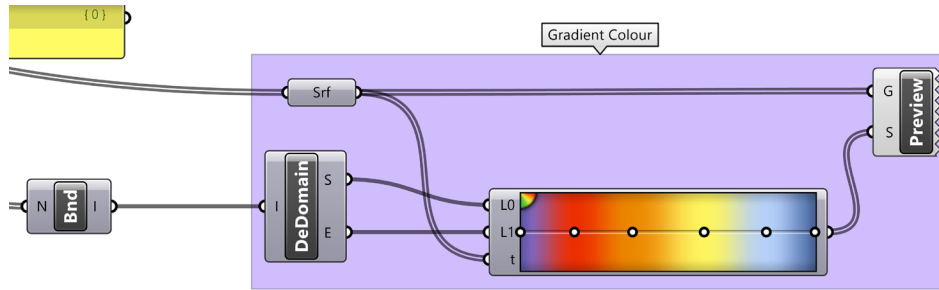 { 0 }
Gradient Colour
Srf
G
S
Preview
N
Bnd
I
I
DeDomain
S
E
L0
L1
t